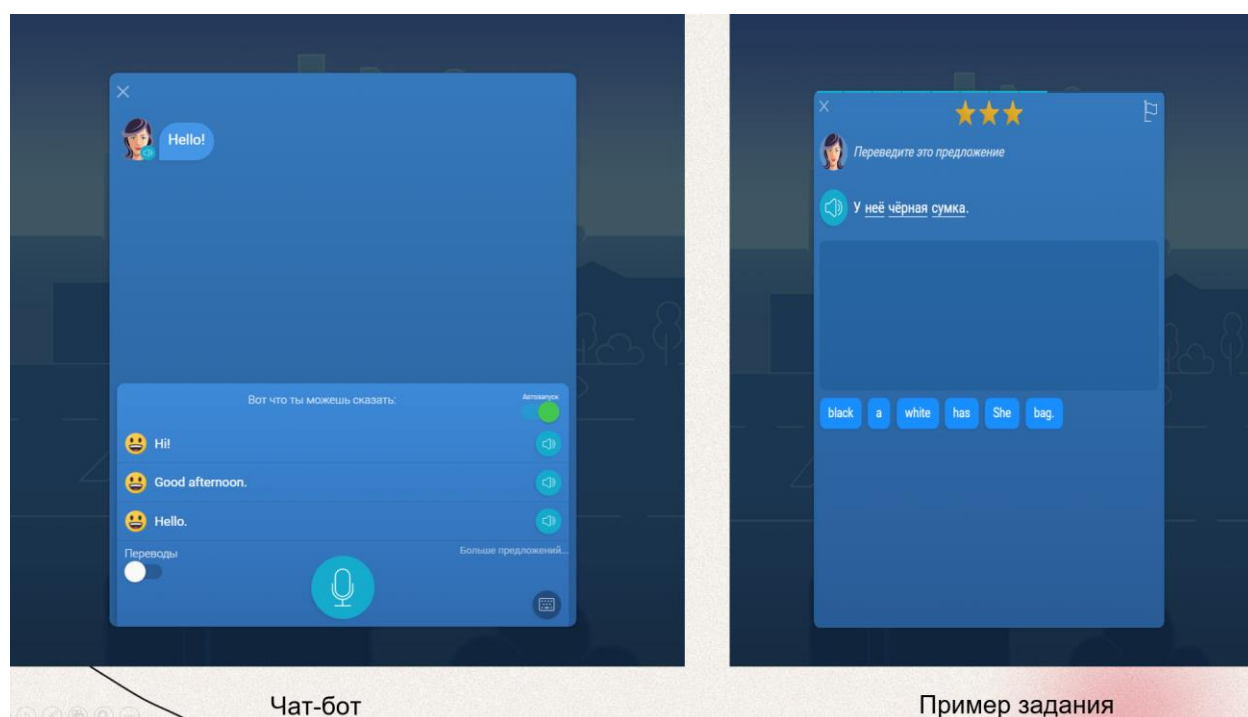 Hello!
Вот что ты можешь сказать:
Автозапуск
Hi!
Good afternoon.
Hello.
Переводы
Больше предложений...
Чат-бот
Переведите это предложение
У неё чёрная сумка.
black a white has She bag.
Пример задания